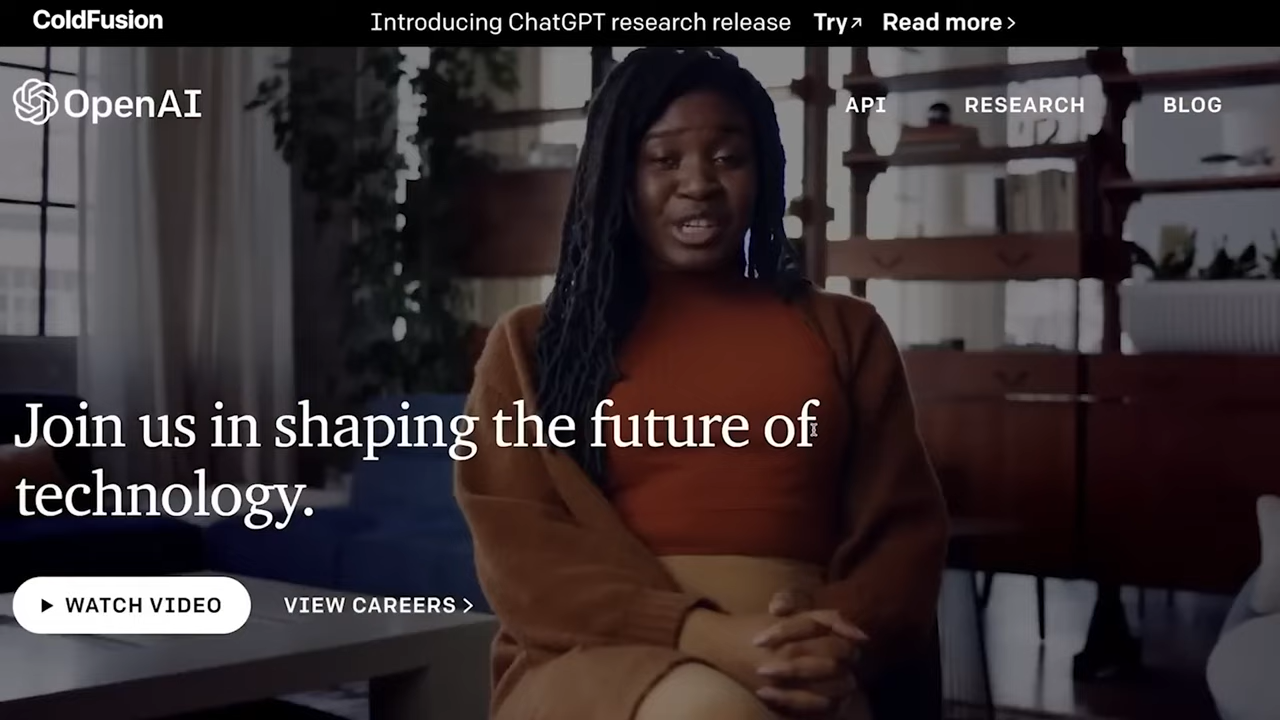 ColdFusion
Introducing ChatGPT research release Try↗ Read more >
OpenAI
API RESEARCH BLOG
Join us in shaping the future of
technology.
WATCH VIDEO
VIEW CAREERS >